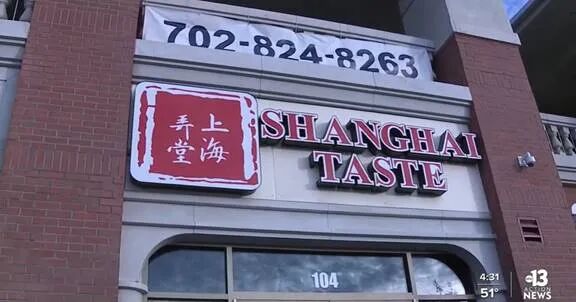 702-824-8263
上海
弄堂
SHANGHAI
TASTE
104
4:31
51°
13
ACTION
NEWS